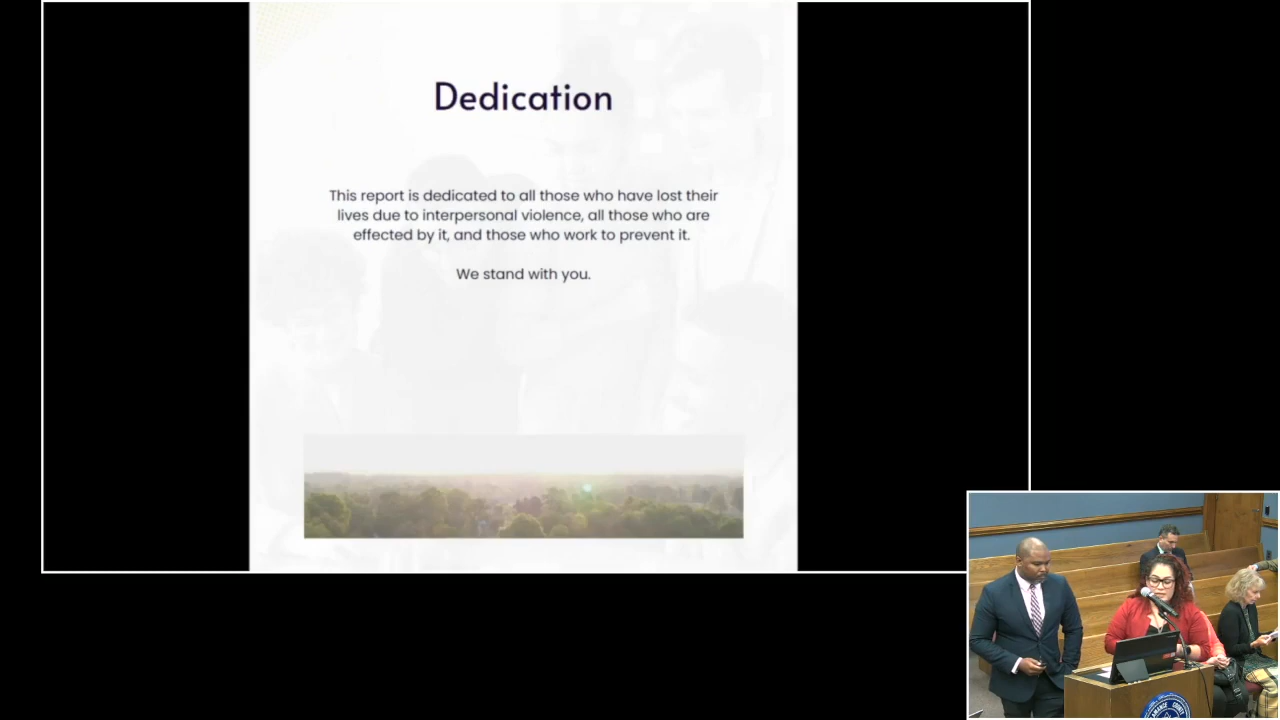 Dedication
This report is dedicated to all those who have lost their
lives due to interpersonal violence, all those who are
effected by it, and those who work to prevent it.
We stand with you.